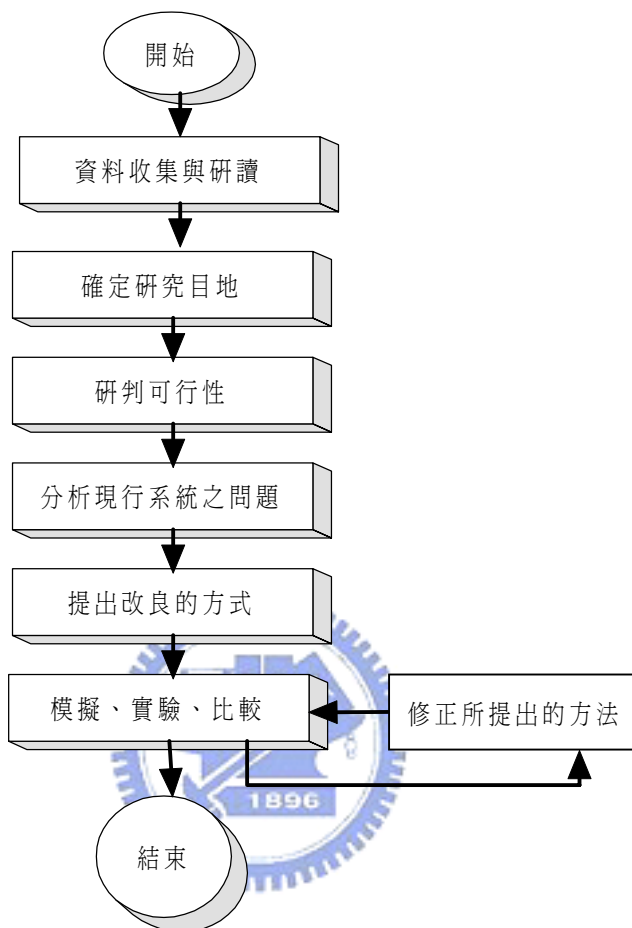 開始
資料收集與研讀
確定研究目地
研判可行性
分析現行系統之問題
提出改良的方式
模擬、實驗、比較
修正所提出的方法
1896
結束